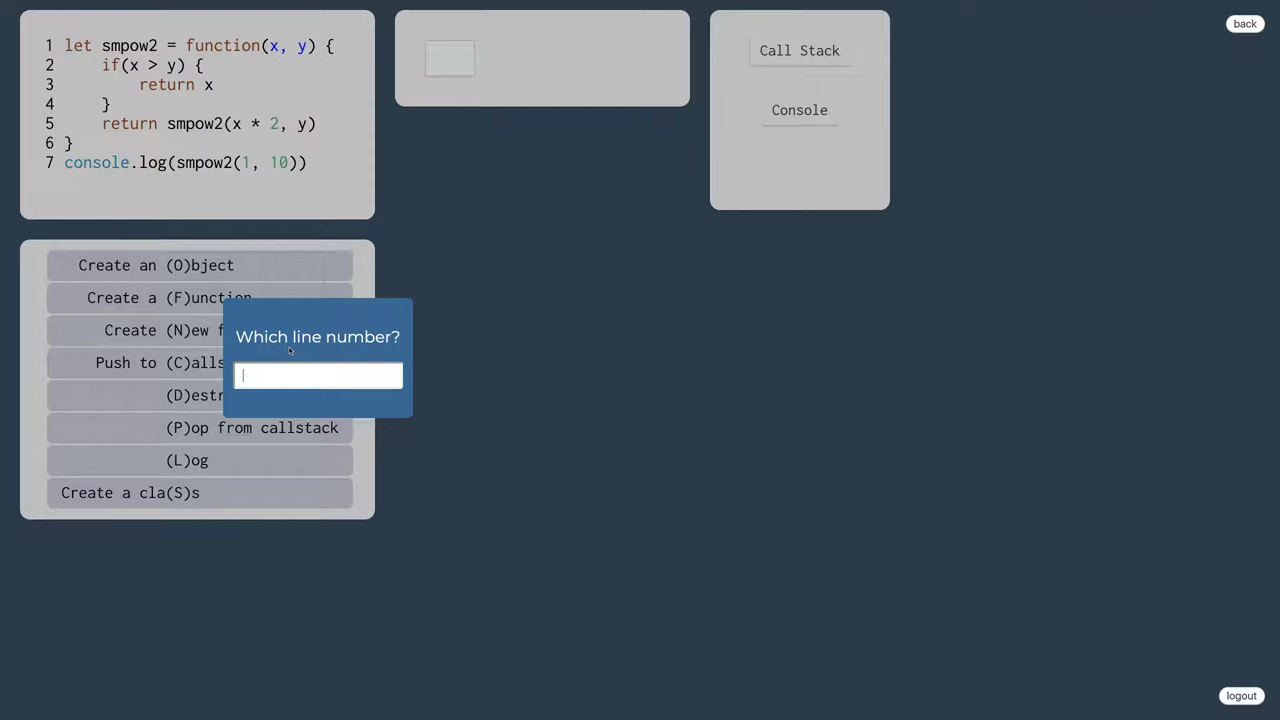 1 let smpow2 = function(x, y) {
2 if(x > y) {
3 return x
4 }
5 return smpow2(x * 2, y)
6 }
7 console.log(smpow2(1, 10))
Call Stack
Console
back
Create an (O)bject
Create a (F)unction
Create (N)ew f
Push to (C)alls
(D)estr
(P)op from callstack
(L)og
Create a cla(S)s
Which line number?
logout